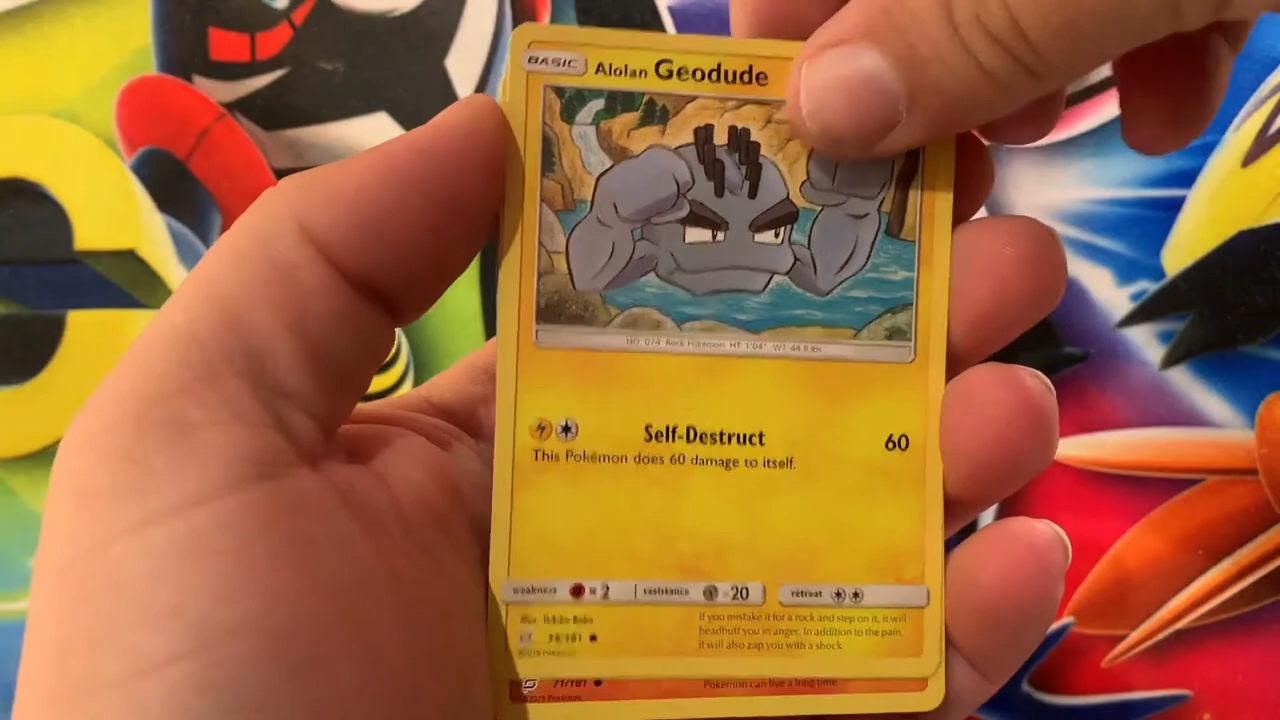 BASIC Alolan Geodude
NO. 074 Rock Pokémon HT 1'04" WT 44.8 lbs
Self-Destruct 60
This Pokémon does 60 damage to itself.
weakness × 2 resistance -20 retreat
If you mistake it for a rock and step on it, it will
headbutt you in anger. In addition to the pain,
it will also zap you with a shock
/181
71/181 Pokémon can live a long time.
©2019 Pokémon